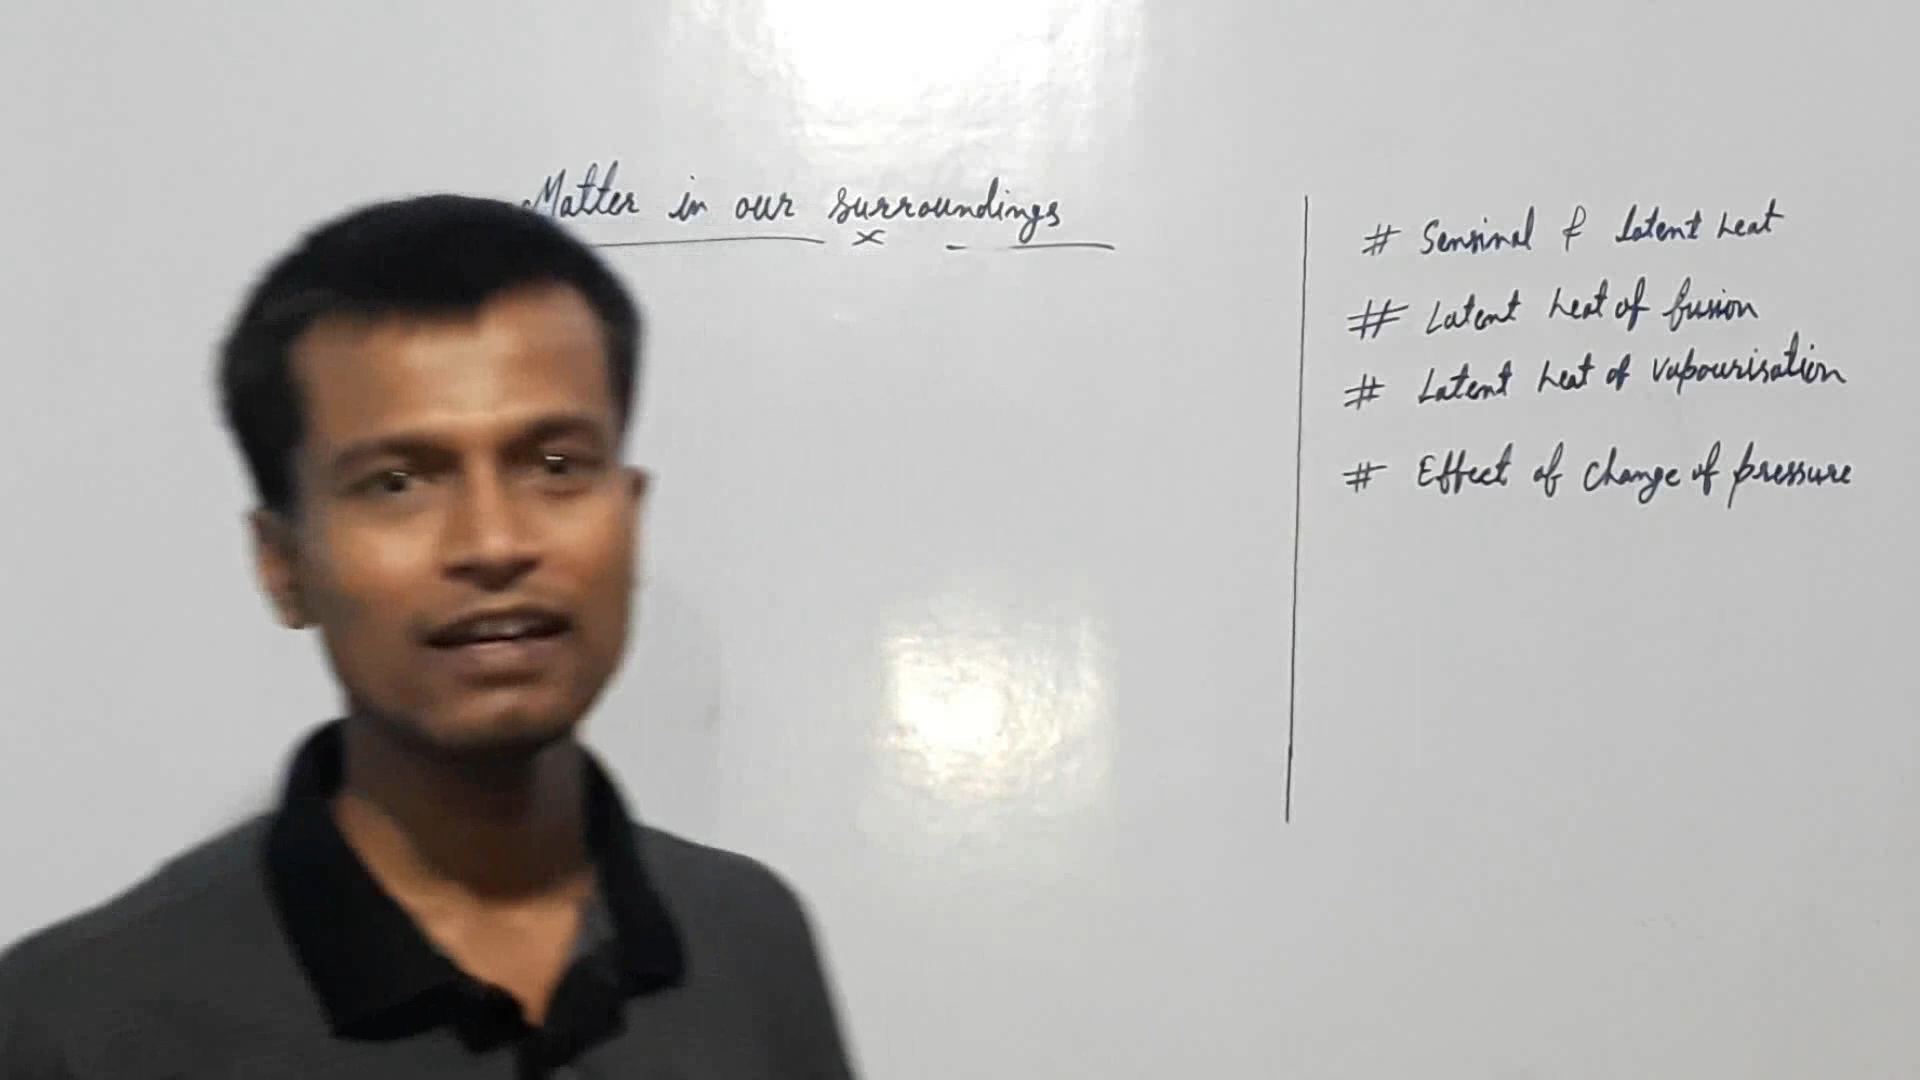 Matter in our surroundings
# Sensinal & Latent heat
# Latent heat of fusion
# Latent heat of vapourisation
# Effect of change of pressure